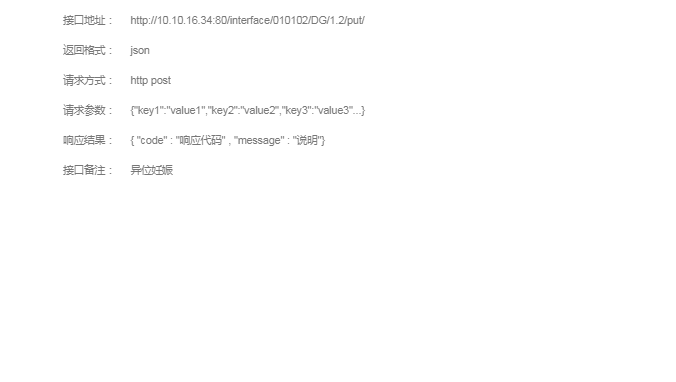 接口地址： http://10.10.16.34:80/interface/010102/DG/1.2/put/
返回格式： json
请求方式： http post
请求参数： {"key1":"value1","key2":"value2","key3":"value3"...}
响应结果： { "code" : "响应代码" , "message" : "说明"}
接口备注： 异位妊娠